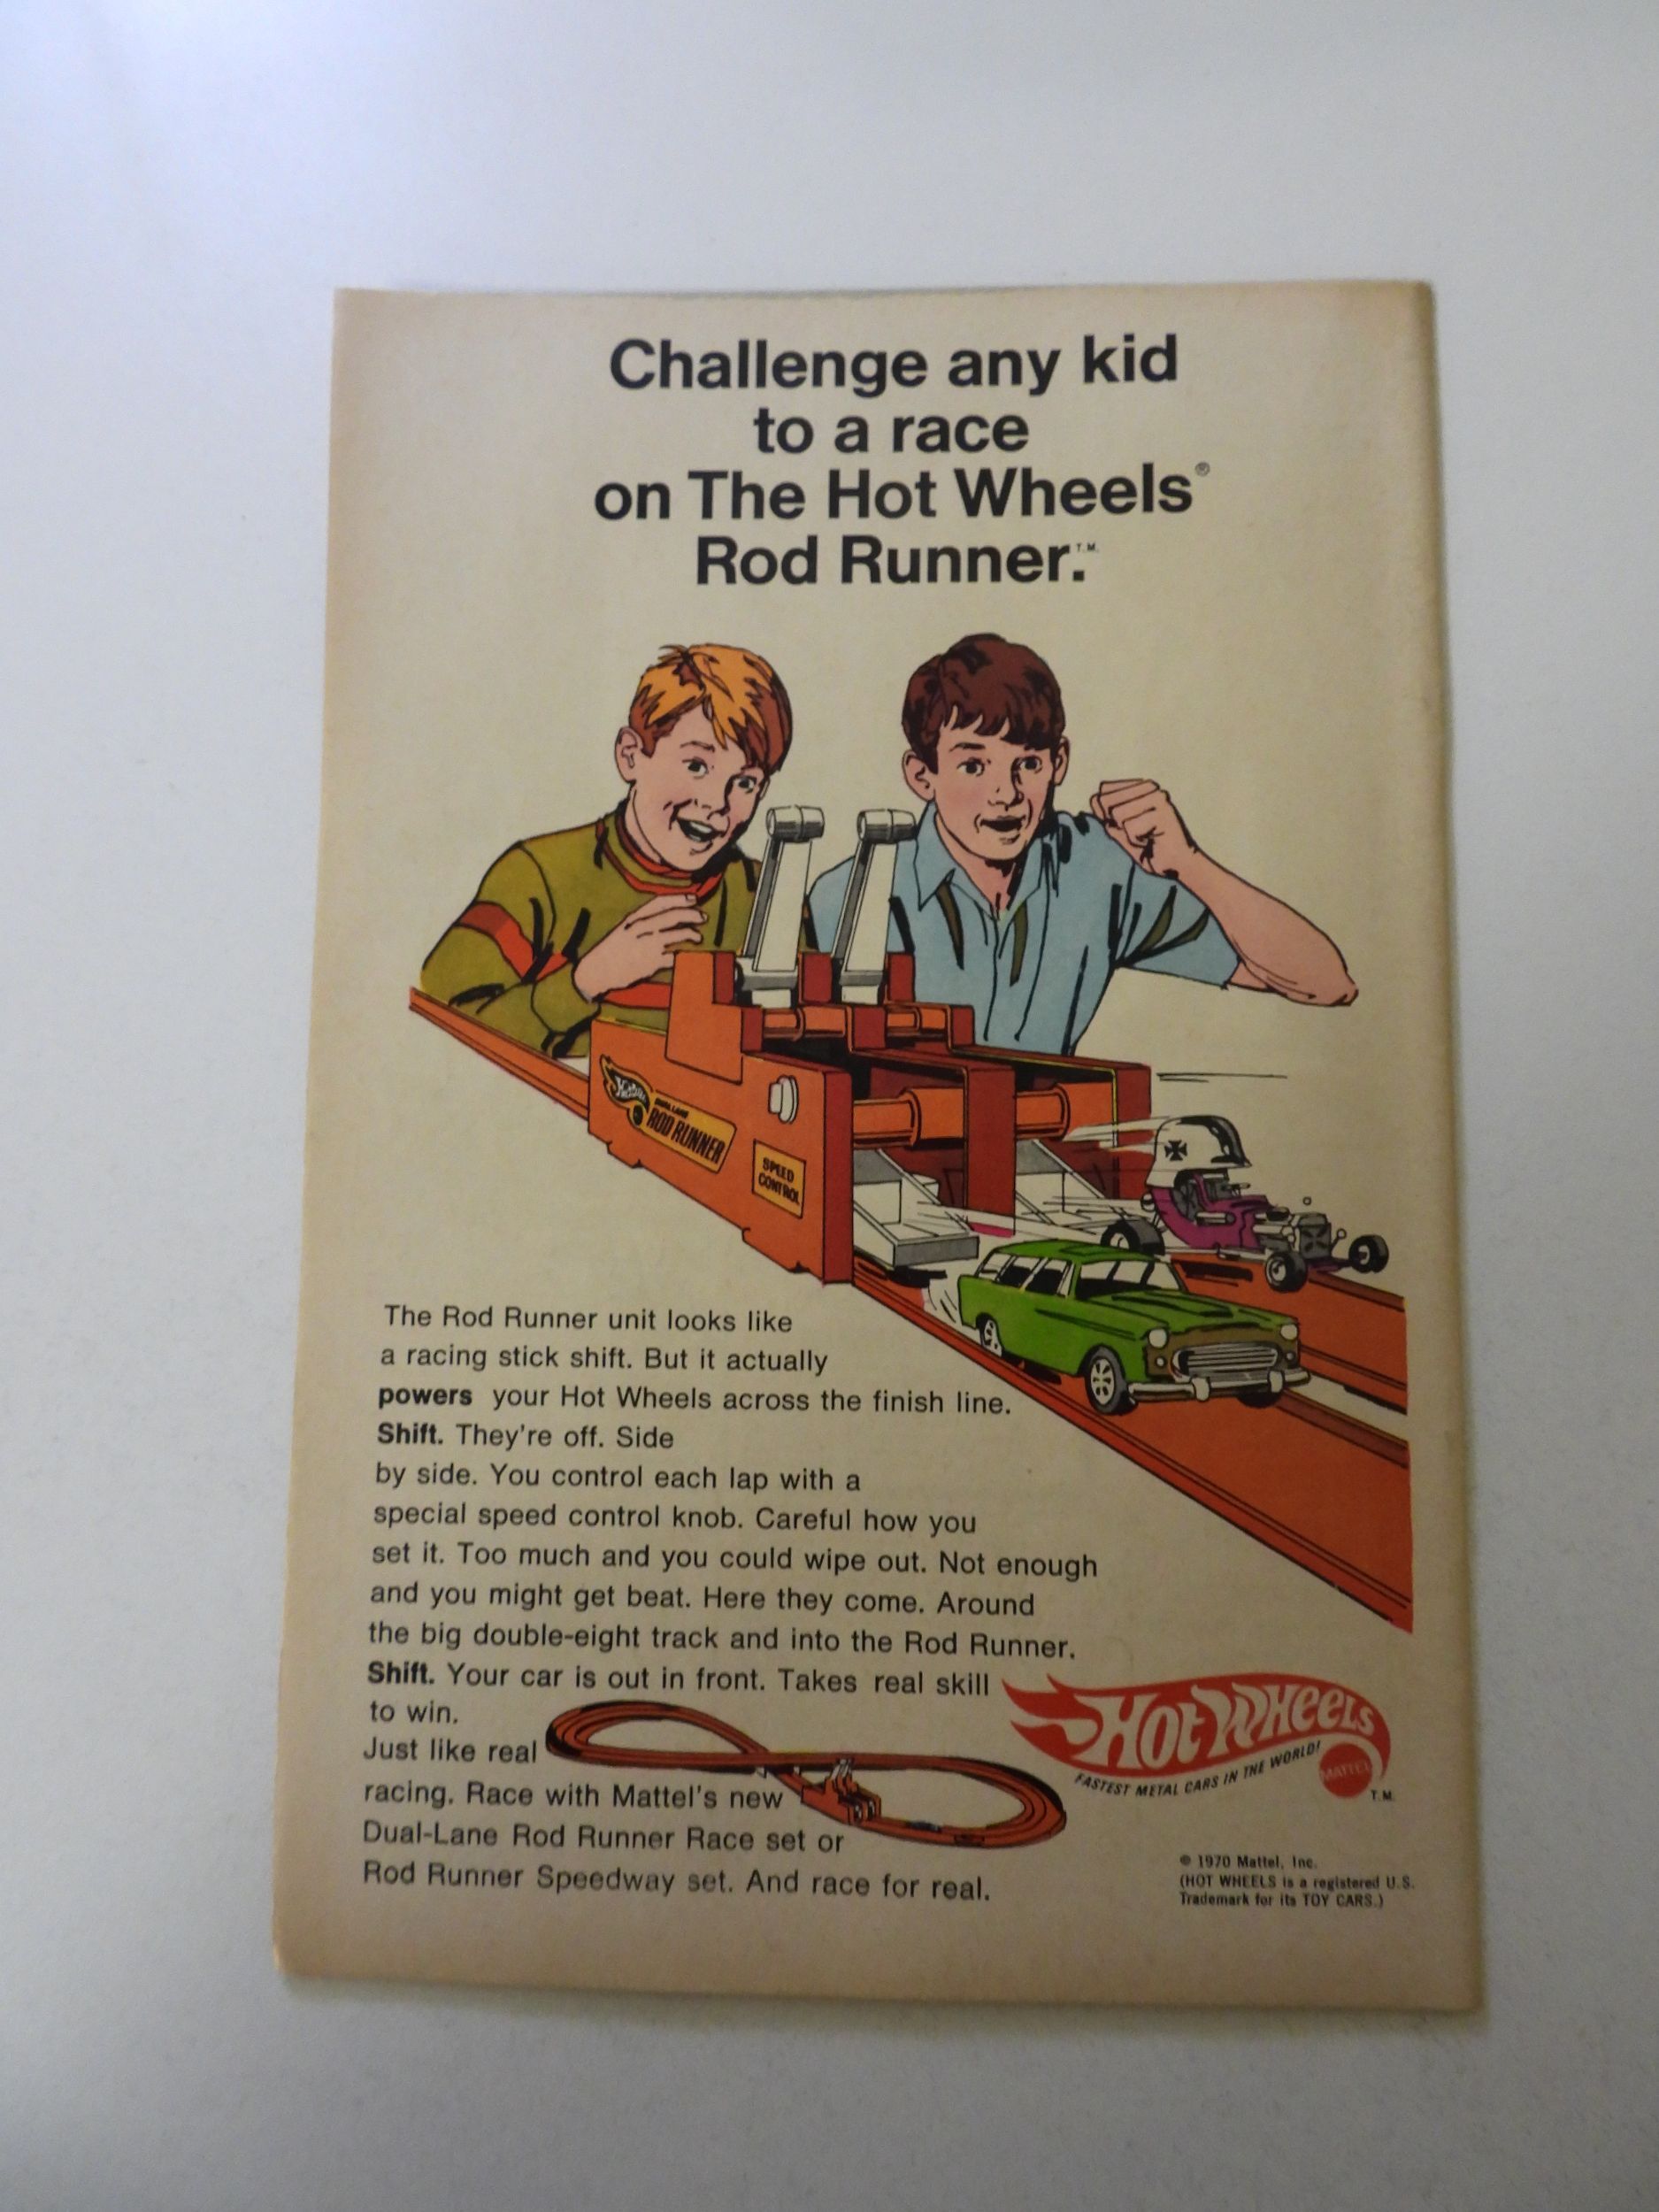 Challenge any kid
to a race
on The Hot Wheels®
Rod Runner.T.M.
DUAL LANE
ROD RUNNER
SPEED
CONTROL
The Rod Runner unit looks like
a racing stick shift. But it actually
powers your Hot Wheels across the finish line.
Shift. They're off. Side
by side. You control each lap with a
special speed control knob. Careful how you
set it. Too much and you could wipe out. Not enough
and you might get beat. Here they come. Around
the big double-eight track and into the Rod Runner.
Shift. Your car is out in front. Takes real skill
to win.
Just like real
racing. Race with Mattel's new
Dual-Lane Rod Runner Race set or
Rod Runner Speedway set. And race for real.
HOT WHEELS
FASTEST METAL CARS IN THE WORLD!
MATTEL
T.M.
© 1970 Mattel, Inc.
(HOT WHEELS is a registered U.S.
Trademark for its TOY CARS.)